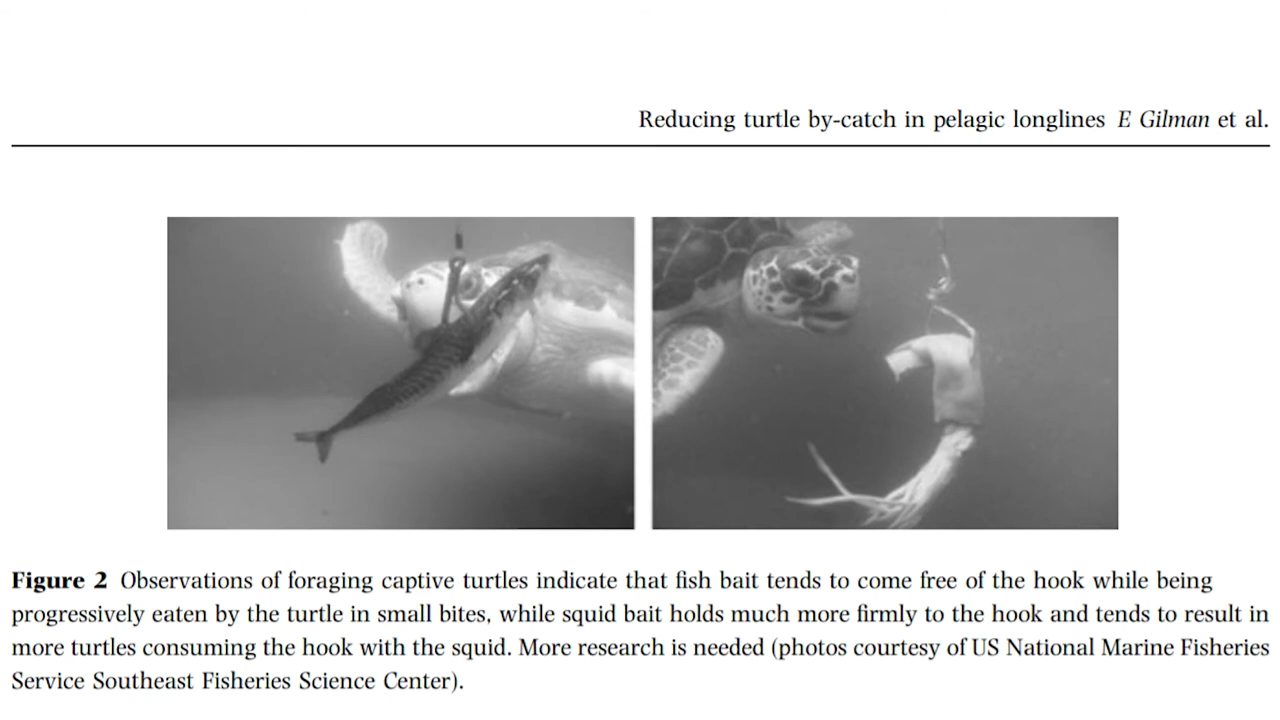 Reducing turtle by-catch in pelagic longlines E Gilman et al.
Figure 2 Observations of foraging captive turtles indicate that fish bait tends to come free of the hook while being
progressively eaten by the turtle in small bites, while squid bait holds much more firmly to the hook and tends to result in
more turtles consuming the hook with the squid. More research is needed (photos courtesy of US National Marine Fisheries
Service Southeast Fisheries Science Center).